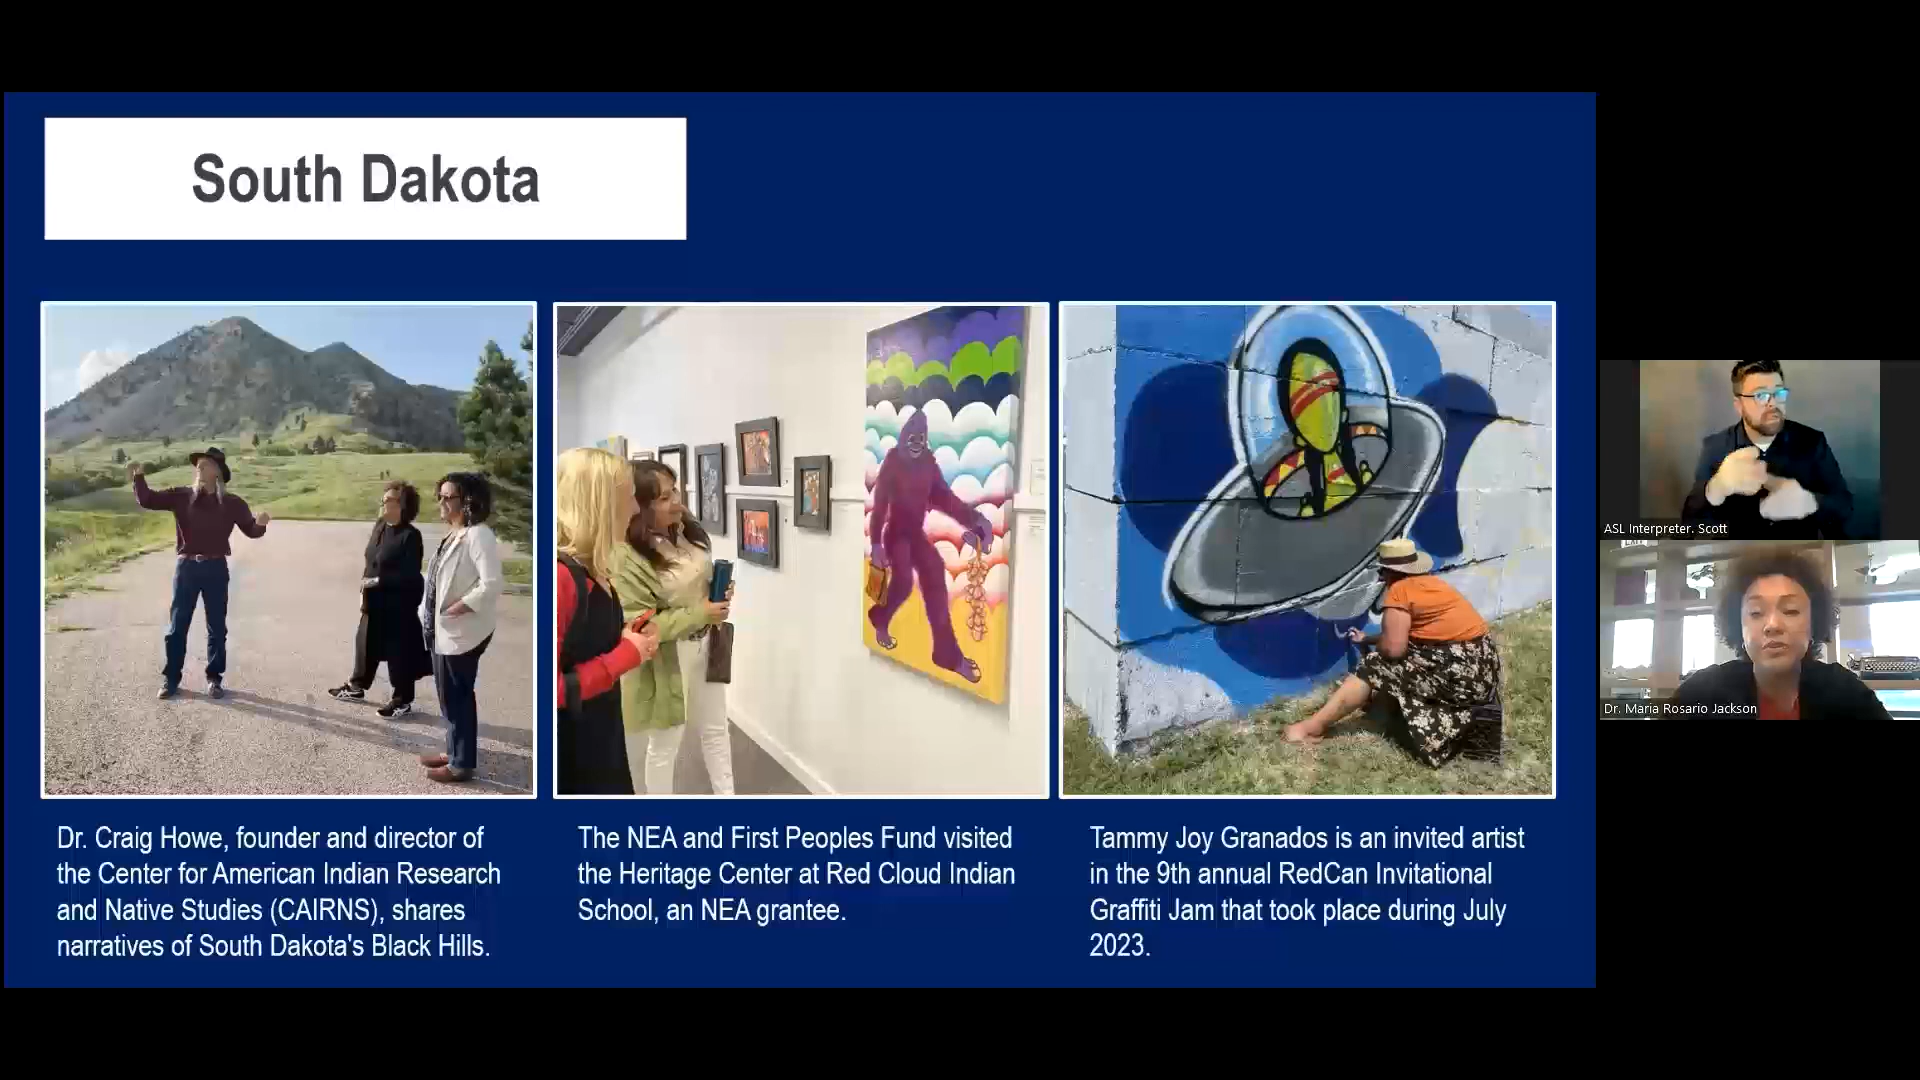 South Dakota
Dr. Craig Howe, founder and director of
the Center for American Indian Research
and Native Studies (CAIRNS), shares
narratives of South Dakota's Black Hills.
The NEA and First Peoples Fund visited
the Heritage Center at Red Cloud Indian
School, an NEA grantee.
Tammy Joy Granados is an invited artist
in the 9th annual RedCan Invitational
Graffiti Jam that took place during July
2023.
ASL Interpreter. Scott
Dr. Maria Rosario Jackson